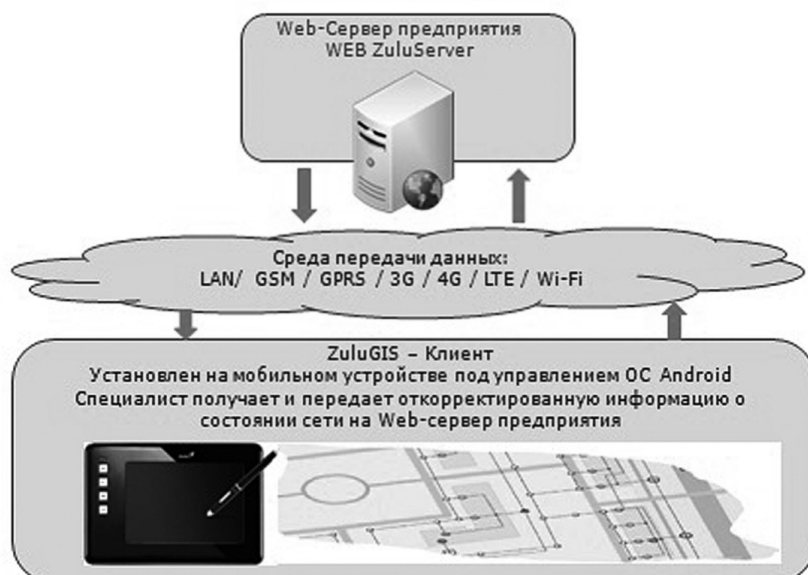 Web-Сервер предприятия
WEB ZuluServer
Среда передачи данных:
LAN/ GSM / GPRS / 3G / 4G / LTE / Wi-Fi
ZuluGIS – Клиент
Установлен на мобильном устройстве под управлением ОС Android
Специалист получает и передает откорректированную информацию о
состоянии сети на Web-сервер предприятия